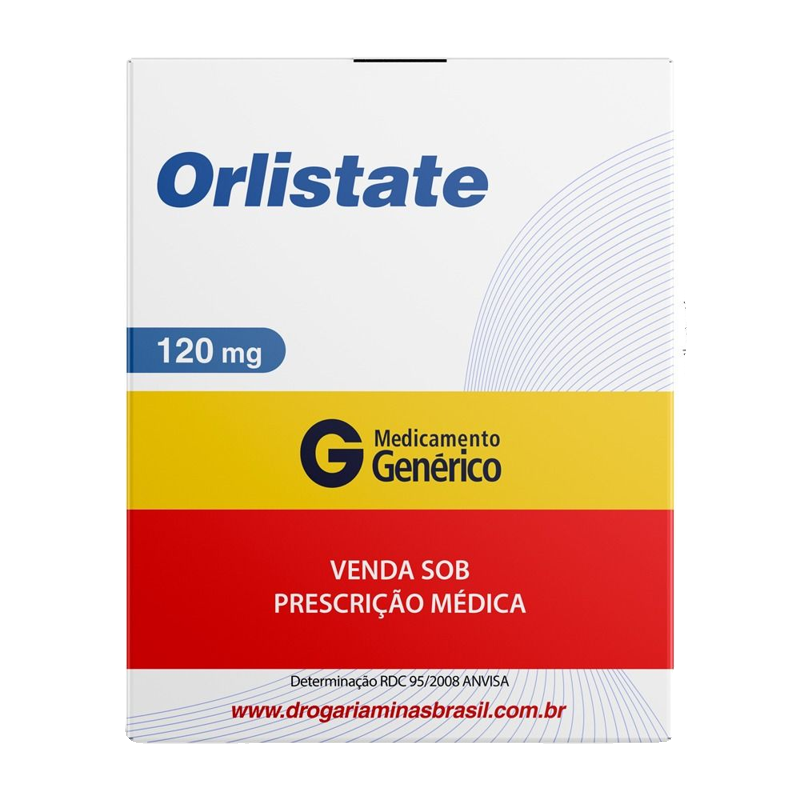 Orlistate
120 mg
G Medicamento
Genérico
VENDA SOB
PRESCRIÇÃO MÉDICA
Determinação RDC 95/2008 ANVISA
www.drogariaminasbrasil.com.br